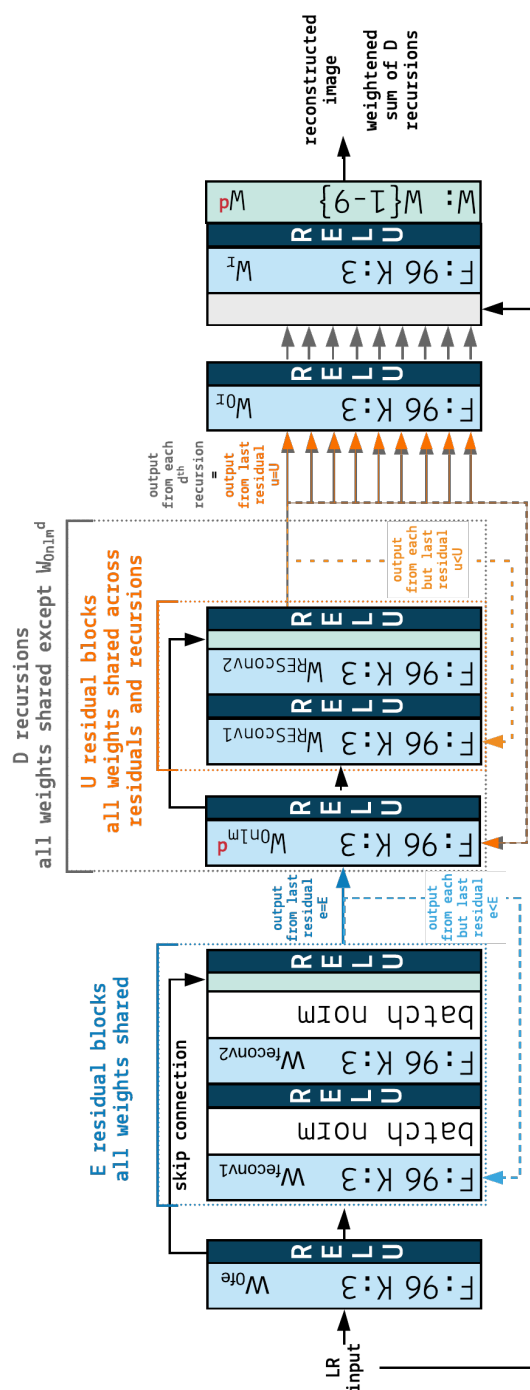 LR
input
F:96 K:3 W0fe
RELU
skip connection
E residual blocks
all weights shared
F:96 K:3 Wfeconv1
batch norm
RELU
F:96 K:3 Wfeconv2
batch norm
RELU
output
from last
residual
e=E
output
from each
but last
residual
e<E
D recursions
all weights shared except W0nlm^d
U residual blocks
all weights shared across
residuals and recursions
F:96 K:3 W0nlm^d
RELU
F:96 K:3 WRESconv1
RELU
F:96 K:3 WRESconv2
RELU
output
from each
but last
residual
u<U
output
from each
dth
recursion
=
output
from last
residual
u=U
F:96 K:3 W0r
RELU
F:96 K:3 Wr
RELU
W: W{1-9} Wd
reconstructed
image
weightened
sum of D
recursions